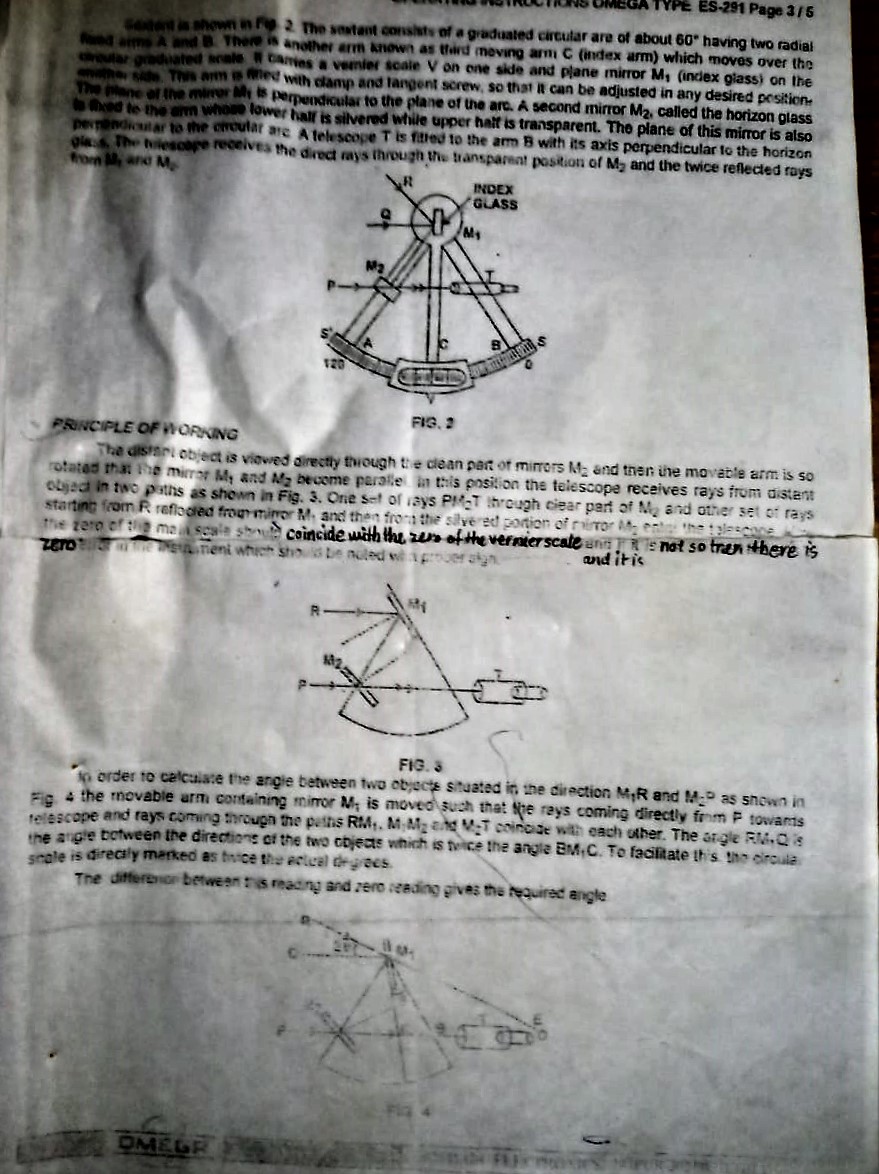 OMEGA TYPE ES-291 Page 3/5
Sextant is shown in Fig. 2. The sextant consists of a graduated circular are of about 60° having two radial
fixed arms A and B. There is another arm known as third moving arm C (index arm) which moves over the
circular graduated scale. It carries a vernier scale V on one side and plane mirror M₁ (index glass) on the
another side. This arm is fitted with clamp and tangent screw, so that it can be adjusted in any desired position.
The plane of the mirror M₁ is perpendicular to the plane of the arc. A second mirror M₂, called the horizon glass
is fixed to the arm whose lower half is silvered while upper half is transparent. The plane of this mirror is also
perpendicular to the circular arc. A telescope T is fitted to the arm B with its axis perpendicular to the horizon
glass. The telescope receives the direct rays through the transparent position of M₂ and the twice reflected rays
from M₁ and M₂
R
INDEX
GLASS
Q
M₁
M₂
P
T
S'
A
C
B
S
120
0
V
FIG. 2
PRINCIPLE OF WORKING
The distant object is viewed directly through the clean part of mirrors M₂ and then the movable arm is so
rotated that the mirror M₁ and M₂ become parallel. In this position the telescope receives rays from distant
object in two paths as shown in Fig. 3. One set of rays PM₂T through clear part of M₂ and other set of rays
starting from R reflected from mirror M₁ and then from the silvered portion of mirror M₂ the telescope
the zero of the main scale should coincide with the zero of the vernier scale and if it is not so then there is
zero in the instrument which should be noted with proper sign. and it is
R
M₁
M₂
P
T
FIG. 3
In order to calculate the angle between two objects situated in the direction M₁R and M₂P as shown in
Fig. 4 the movable arm containing mirror M₁ is moved such that the rays coming directly from P towards
telescope and rays coming through the paths RM₁, M₁M₂ and M₂T coincide with each other. The angle RM₁Q is
the angle between the directions of the two objects which is twice the angle BM₁C. To facilitate this, the circular
scale is directly marked as twice the actual degrees.
The difference between this reading and zero reading gives the required angle
R
M₁
P
T
E
FIG. 4
OMEGA